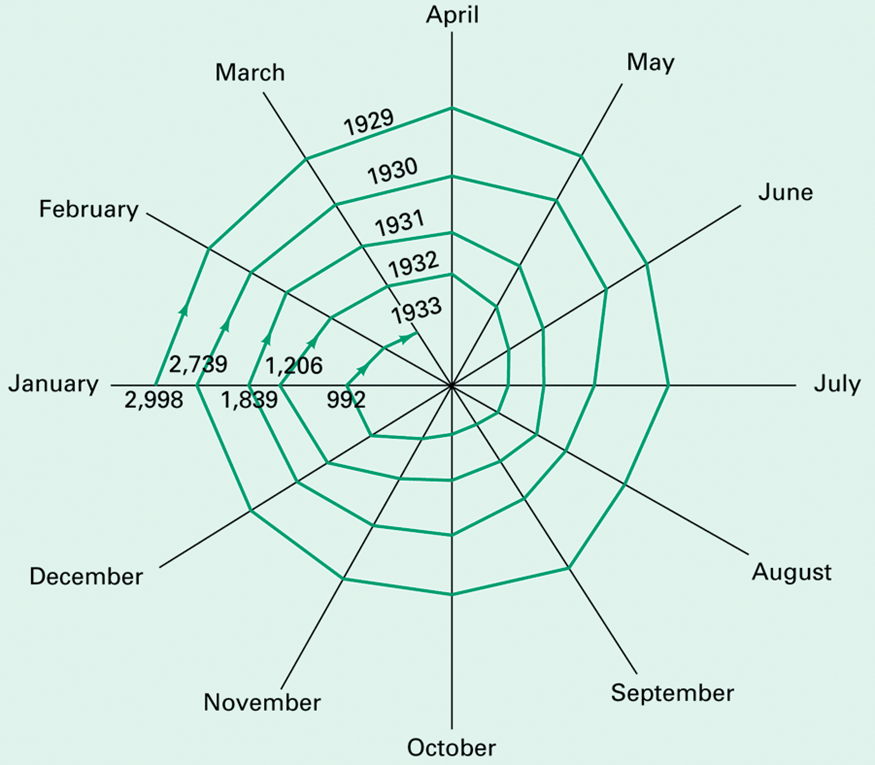 April
May
March
1929
1930
June
February
1931
1932
1933
2,739
1,206
January
July
2,998
1,839
992
December
August
November
September
October